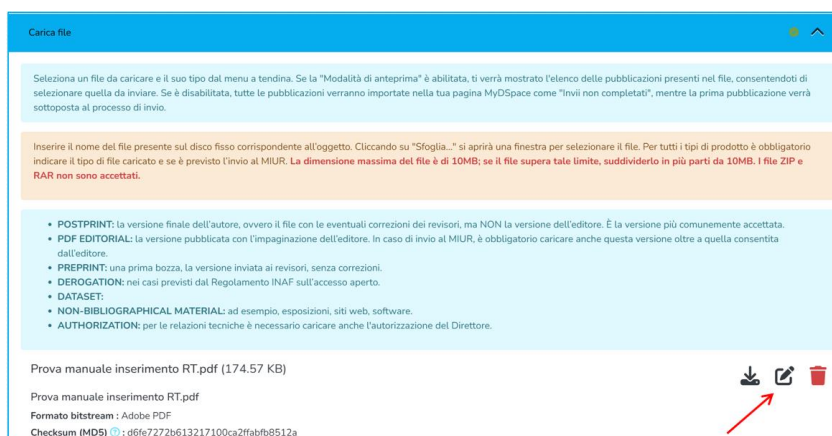 Carica file
Seleziona un file da caricare e il suo tipo dal menu a tendina. Se la "Modalità di anteprima" è abilitata, ti verrà mostrato l'elenco delle pubblicazioni presenti nel file, consentendoti di
selezionare quella da inviare. Se è disabilitata, tutte le pubblicazioni verranno importate nella tua pagina MyDSpace come "Invii non completati", mentre la prima pubblicazione verrà
sottoposta al processo di invio.
Inserire il nome del file presente sul disco fisso corrispondente all'oggetto. Cliccando su "Sfoglia..." si aprirà una finestra per selezionare il file. Per tutti i tipi di prodotto è obbligatorio
indicare il tipo di file caricato e se è previsto l'invio al MIUR. La dimensione massima del file è di 10MB; se il file supera tale limite, suddividerlo in più parti da 10MB. I file ZIP e
RAR non sono accettati.
• POSTPRINT: la versione finale dell'autore, ovvero il file con le eventuali correzioni dei revisori, ma NON la versione dell'editore. È la versione più comunemente accettata.
• PDF EDITORIAL: la versione pubblicata con l'impaginazione dell'editore. In caso di invio al MIUR, è obbligatorio caricare anche questa versione oltre a quella consentita
dall'editore.
• PREPRINT: una prima bozza, la versione inviata ai revisori, senza correzioni.
• DEROGATION: nei casi previsti dal Regolamento INAF sull'accesso aperto.
• DATASET:
• NON-BIBLIOGRAPHICAL MATERIAL: ad esempio, esposizioni, siti web, software.
• AUTHORIZATION: per le relazioni tecniche è necessario caricare anche l'autorizzazione del Direttore.
Prova manuale inserimento RT.pdf (174.57 KB)
Prova manuale inserimento RT.pdf
Formato bitstream : Adobe PDF
Checksum (MD5) ? : d6fe7272b613217100ca2ffabfb8512a